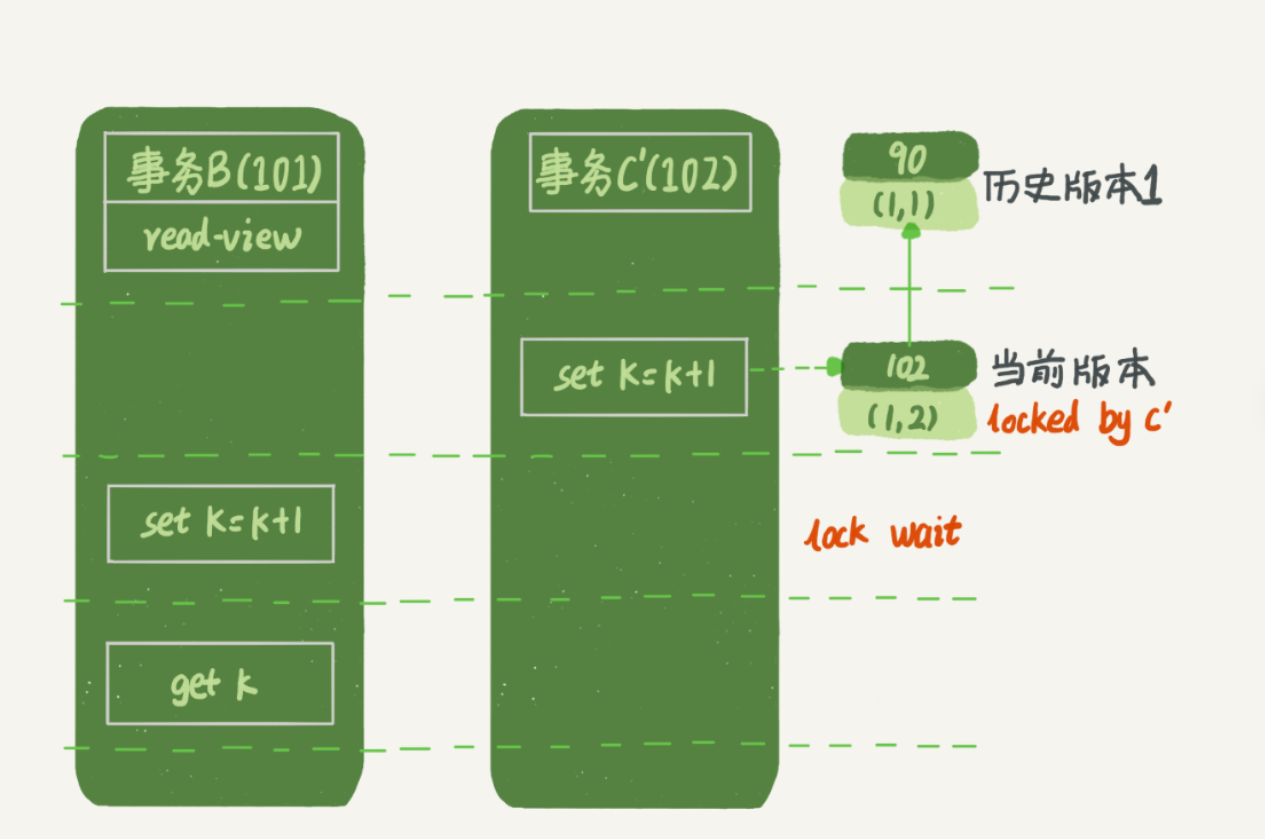 事务B(101)
read-view
事务C'(102)
90
(1,1)
历史版本1
set k=k+1
102
(1,2)
当前版本
locked by c'
set k=k+1
lock wait
get k